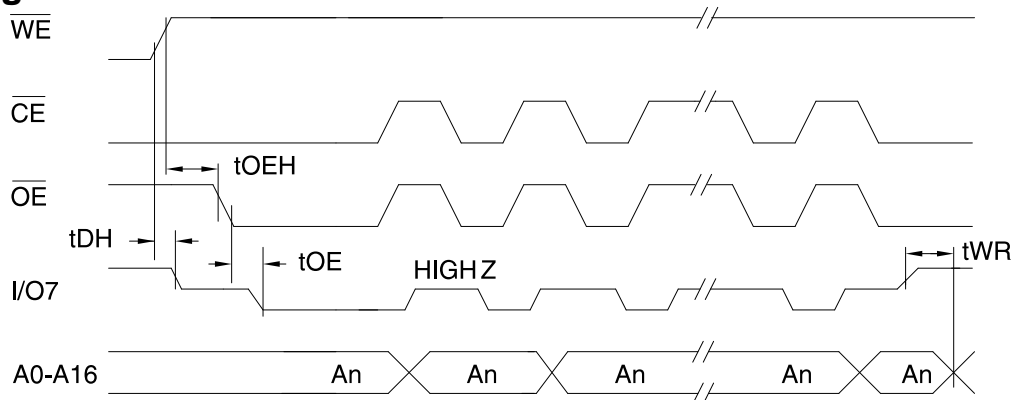 WE
CE
tOEH
OE
tDH
tOE
tWR
HIGH Z
I/O7
A0-A16 An An An An An